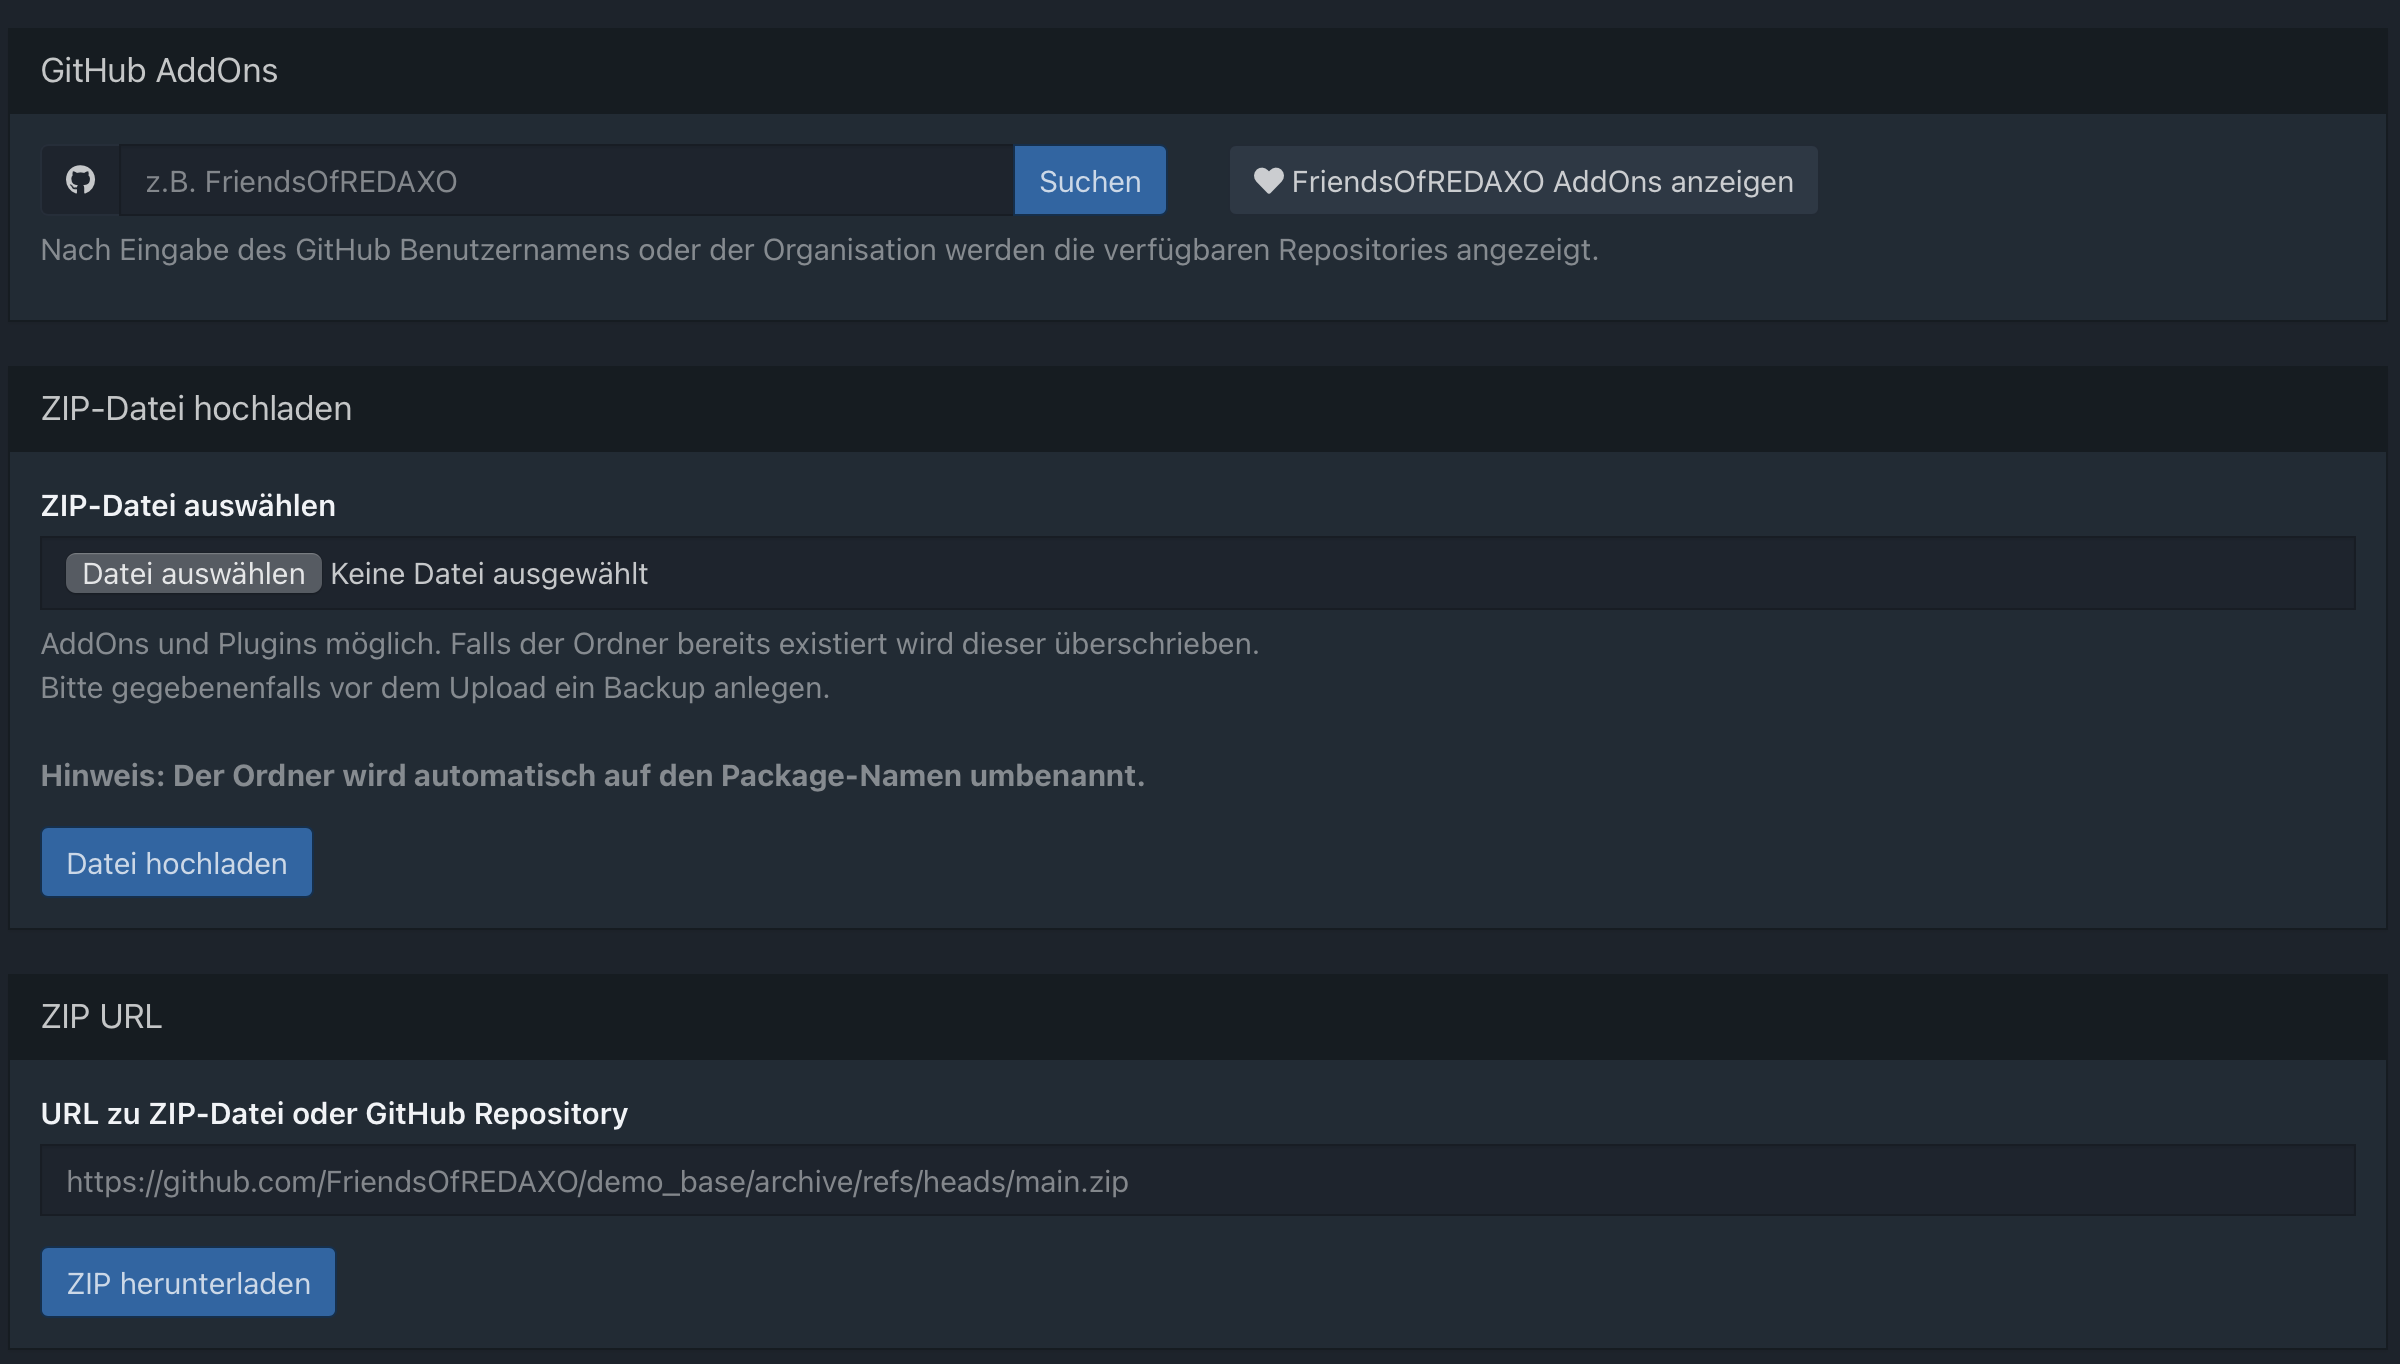 GitHub AddOns
z.B. FriendsOfREDAXO
Suchen
FriendsOfREDAXO AddOns anzeigen
Nach Eingabe des GitHub Benutzernamens oder der Organisation werden die verfügbaren Repositories angezeigt.
ZIP-Datei hochladen
ZIP-Datei auswählen
Datei auswählen Keine Datei ausgewählt
AddOns und Plugins möglich. Falls der Ordner bereits existiert wird dieser überschrieben.
Bitte gegebenenfalls vor dem Upload ein Backup anlegen.
Hinweis: Der Ordner wird automatisch auf den Package-Namen umbenannt.
Datei hochladen
ZIP URL
URL zu ZIP-Datei oder GitHub Repository
https://github.com/FriendsOfREDAXO/demo_base/archive/refs/heads/main.zip
ZIP herunterladen